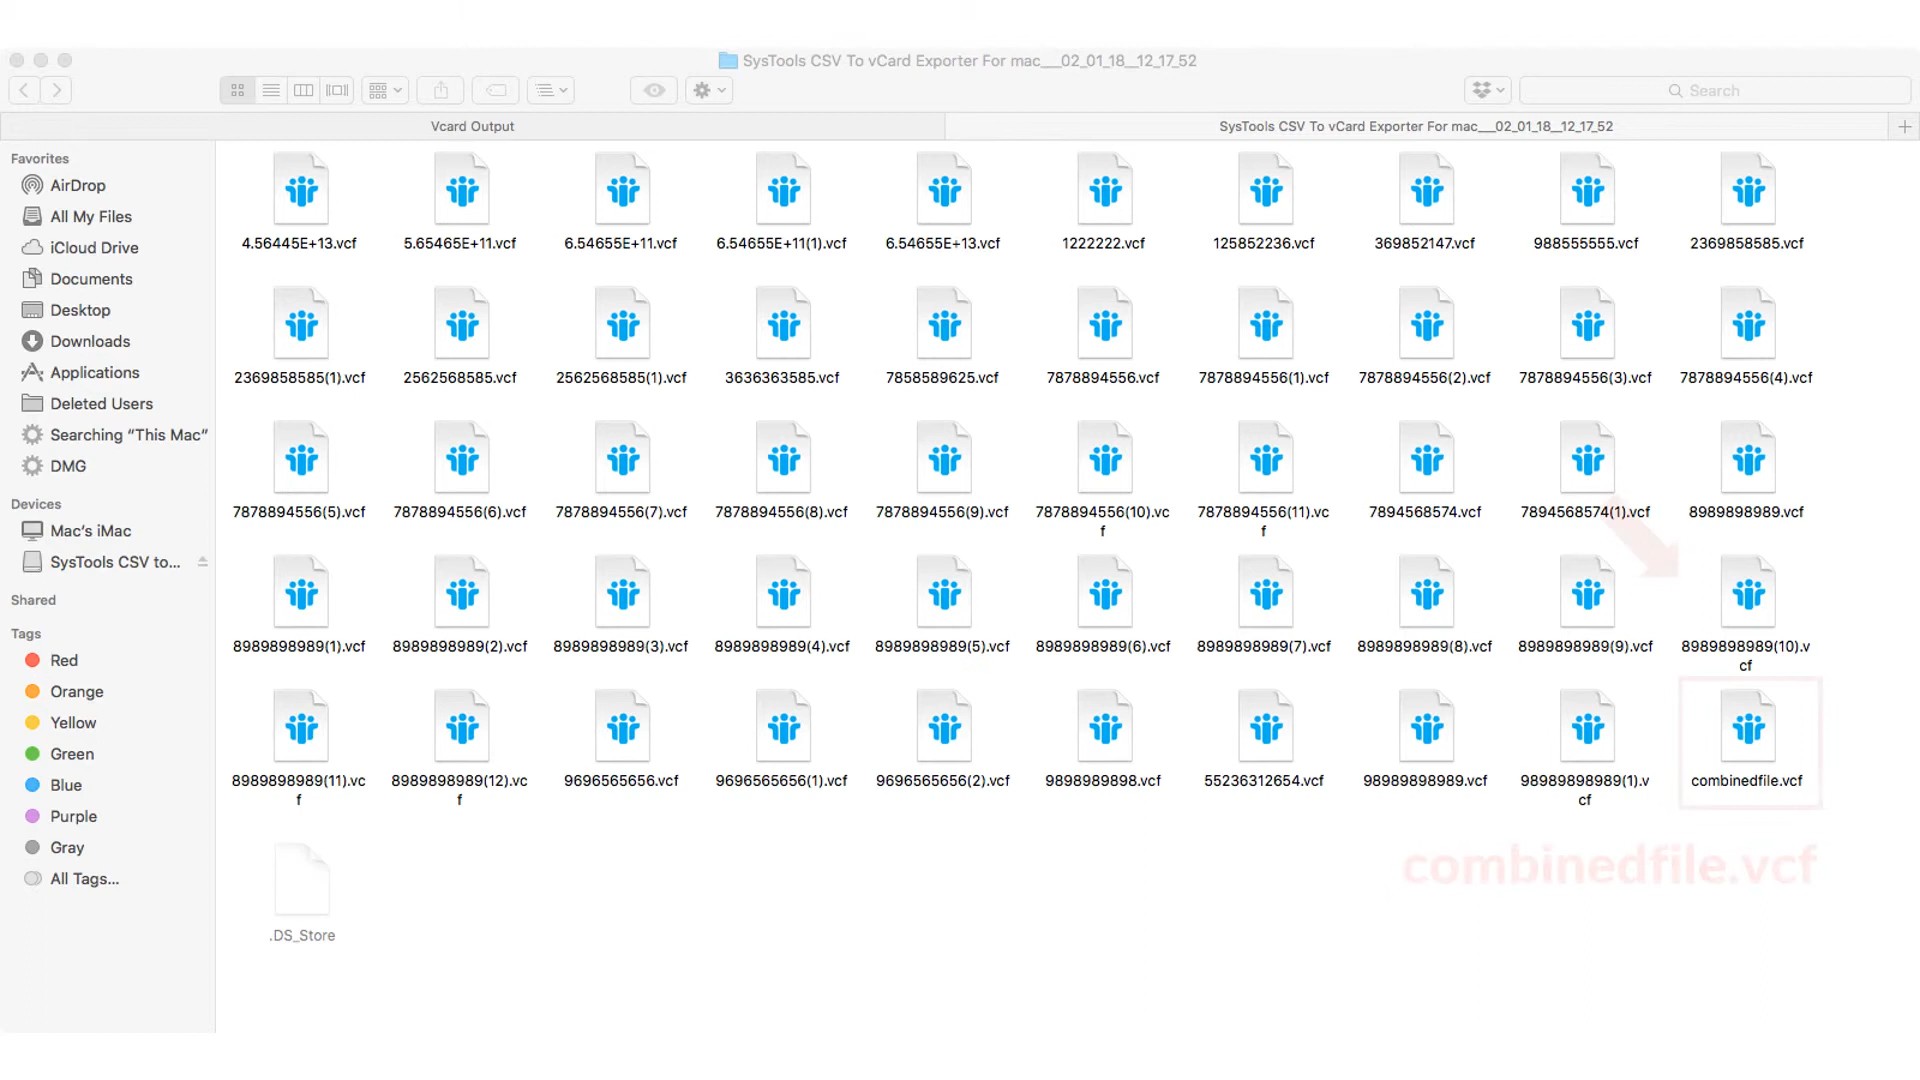 SysTools CSV To vCard Exporter For mac___02_01_18__12_17_52
Search
Vcard Output
SysTools CSV To vCard Exporter For mac___02_01_18__12_17_52
Favorites
AirDrop
All My Files
iCloud Drive
Documents
Desktop
Downloads
Applications
Deleted Users
Searching “This Mac”
DMG
Devices
Mac’s iMac
SysTools CSV to...
Shared
Tags
Red
Orange
Yellow
Green
Blue
Purple
Gray
All Tags...
4.56445E+13.vcf
5.65465E+11.vcf
6.54655E+11.vcf
6.54655E+11(1).vcf
6.54655E+13.vcf
1222222.vcf
125852236.vcf
369852147.vcf
988555555.vcf
2369858585.vcf
2369858585(1).vcf
2562568585.vcf
2562568585(1).vcf
3636363585.vcf
7858589625.vcf
7878894556.vcf
7878894556(1).vcf
7878894556(2).vcf
7878894556(3).vcf
7878894556(4).vcf
7878894556(5).vcf
7878894556(6).vcf
7878894556(7).vcf
7878894556(8).vcf
7878894556(9).vcf
7878894556(10).vc
f
7878894556(11).vc
f
7894568574.vcf
7894568574(1).vcf
8989898989.vcf
8989898989(1).vcf
8989898989(2).vcf
8989898989(3).vcf
8989898989(4).vcf
8989898989(5).vcf
8989898989(6).vcf
8989898989(7).vcf
8989898989(8).vcf
8989898989(9).vcf
8989898989(10).v
cf
8989898989(11).vc
f
8989898989(12).vc
f
9696565656.vcf
9696565656(1).vcf
9696565656(2).vcf
9898989898.vcf
55236312654.vcf
98989898989.vcf
98989898989(1).v
cf
combinedfile.vcf
combinedfile.vcf
.DS_Store